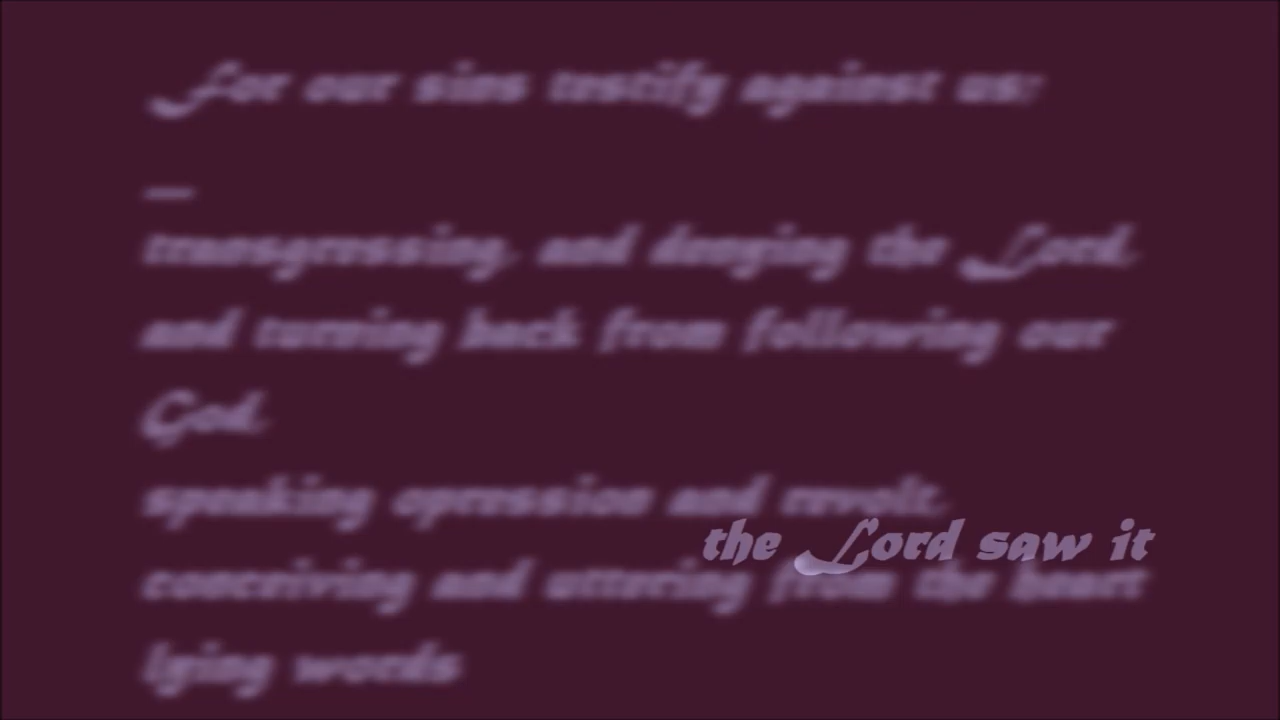 For our sins testify against us;
—
transgressing, and denying the Lord,
and turning back from following our
God,
speaking opression and revolt,
the Lord saw it
conceiving and uttering from the heart
lying words